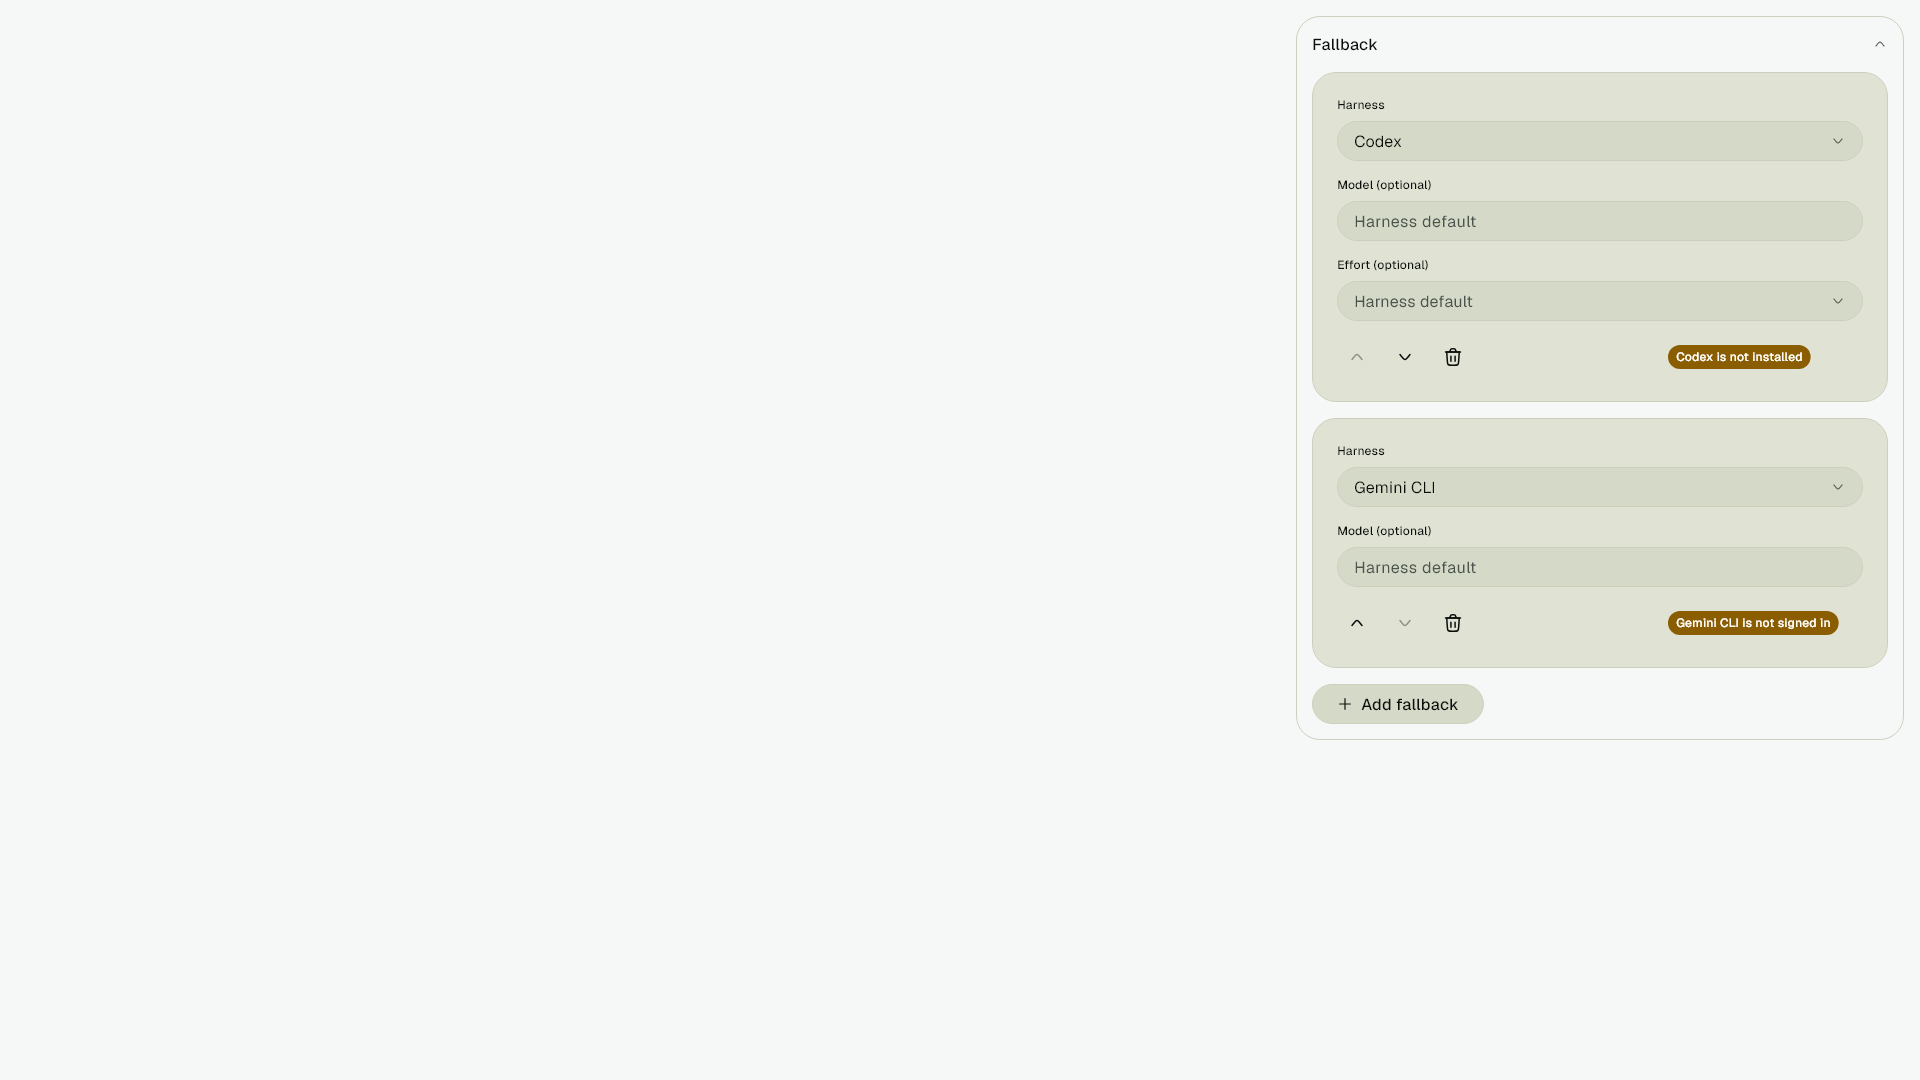 Fallback
Harness
Codex
Model (optional)
Harness default
Effort (optional)
Harness default
Codex is not installed
Harness
Gemini CLI
Model (optional)
Harness default
Gemini CLI is not signed in
Add fallback